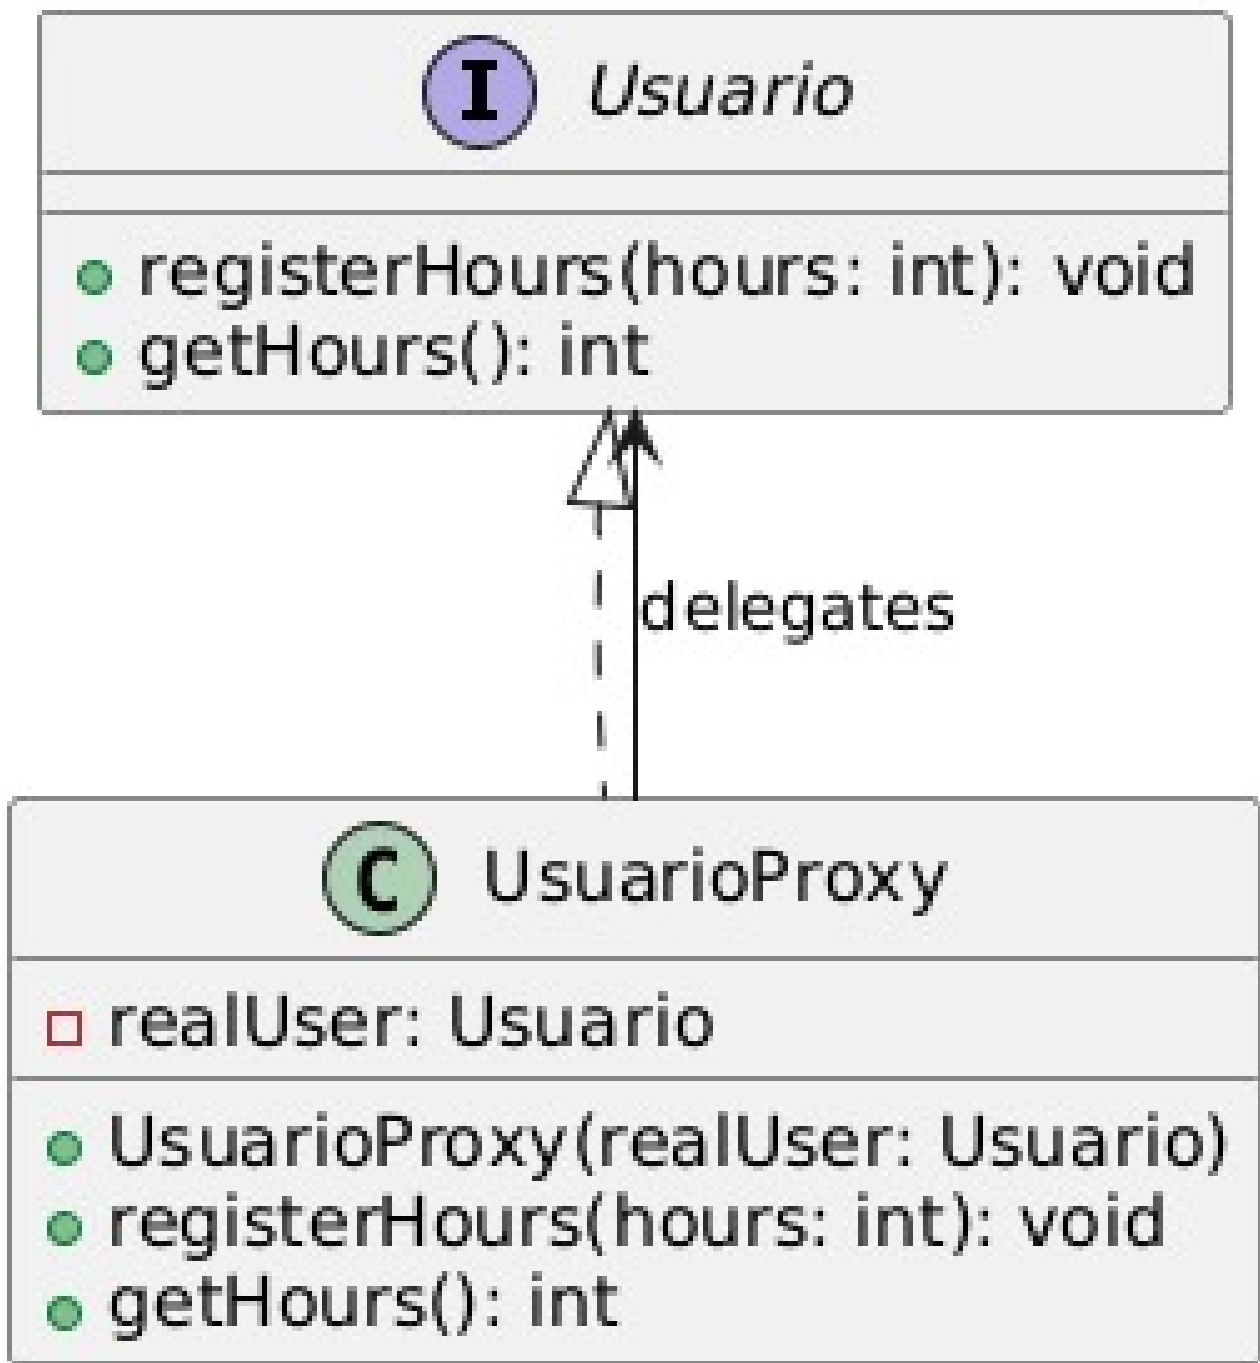 I Usuario
registerHours(hours: int): void
getHours(): int
delegates
C UsuarioProxy
realUser: Usuario
UsuarioProxy(realUser: Usuario)
registerHours(hours: int): void
getHours(): int